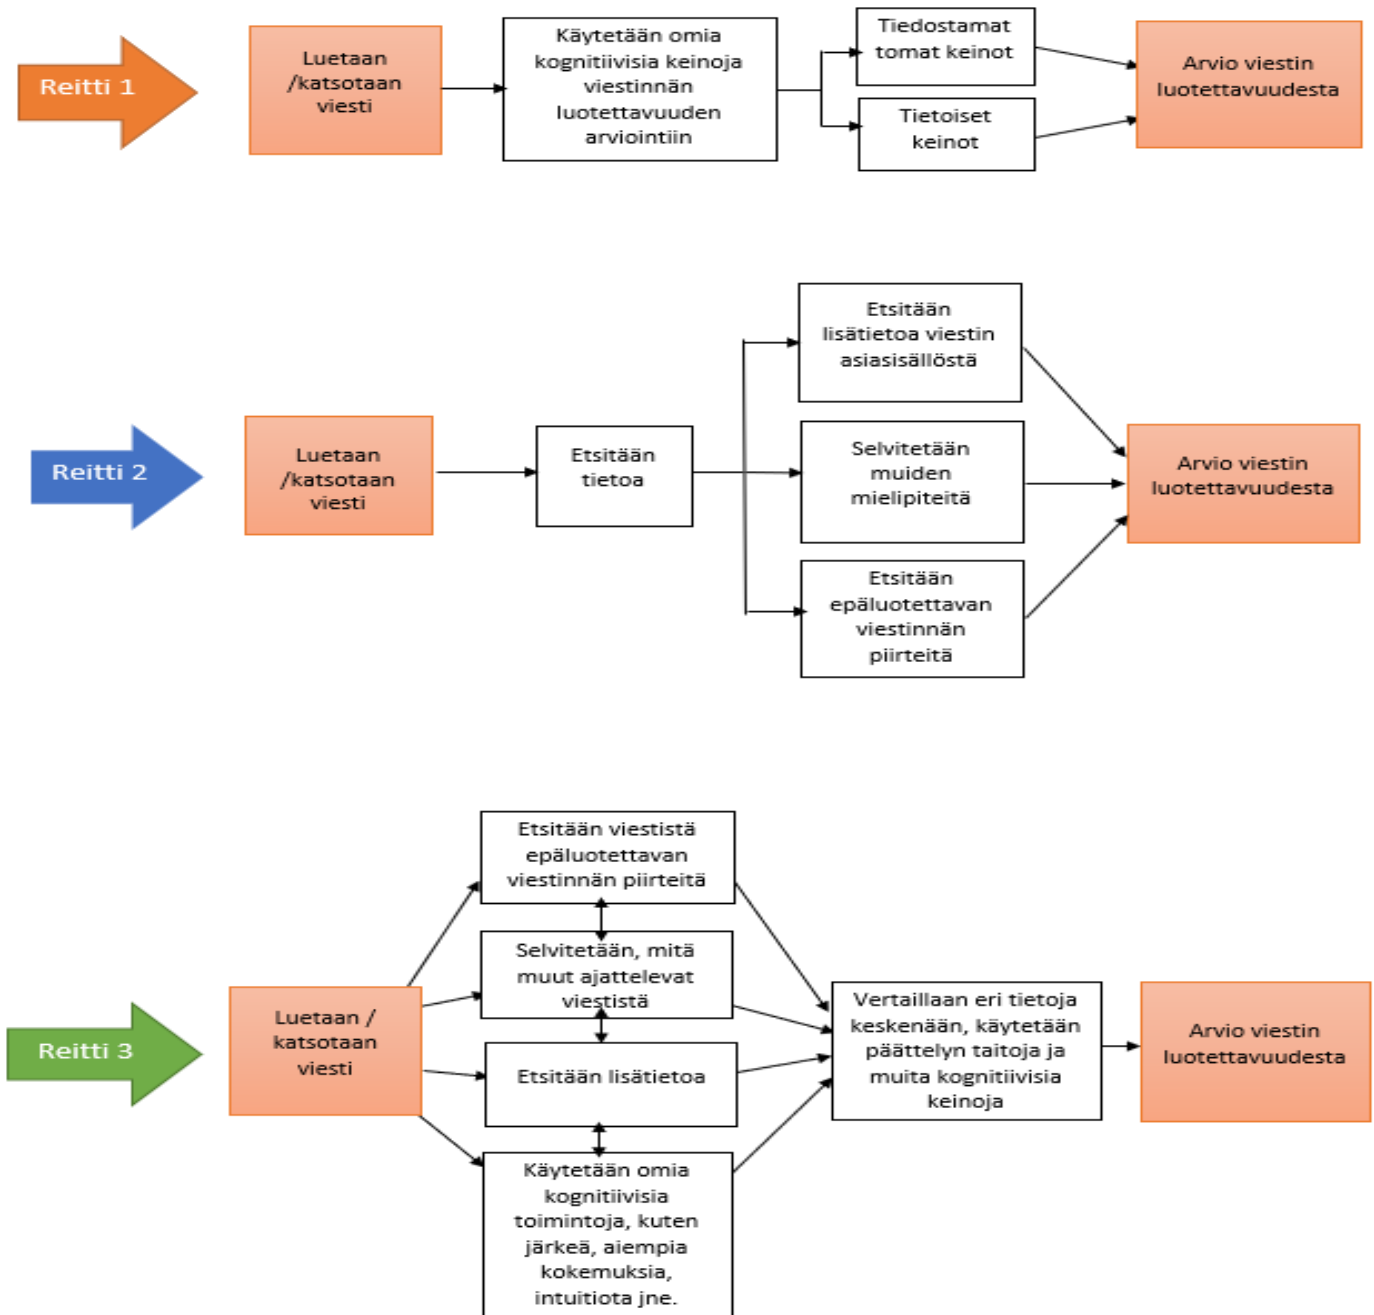 Reitti 1
Luetaan
/katsotaan
viesti
Käytetään omia
kognitiivisia keinoja
viestinnän
luotettavuuden
arviointiin
Tiedostamat
tomat keinot
Tietoiset
keinot
Arvio viestin
luotettavuudesta
Reitti 2
Luetaan
/katsotaan
viesti
Etsitään
tietoa
Etsitään
lisätietoa viestin
asiasisällöstä
Selvitetään
muiden
mielipiteitä
Etsitään
epäluotettavan
viestinnän
piirteitä
Arvio viestin
luotettavuudesta
Reitti 3
Luetaan /
katsotaan
viesti
Etsitään viestistä
epäluotettavan
viestinnän piirteitä
Selvitetään, mitä
muut ajattelevat
viestistä
Etsitään lisätietoa
Käytetään omia
kognitiivisia
toimintoja, kuten
järkeä, aiempia
kokemuksia,
intuitiota jne.
Vertaillaan eri tietoja
keskenään, käytetään
päättelyn taitoja ja
muita kognitiivisia
keinoja
Arvio viestin
luotettavuudesta